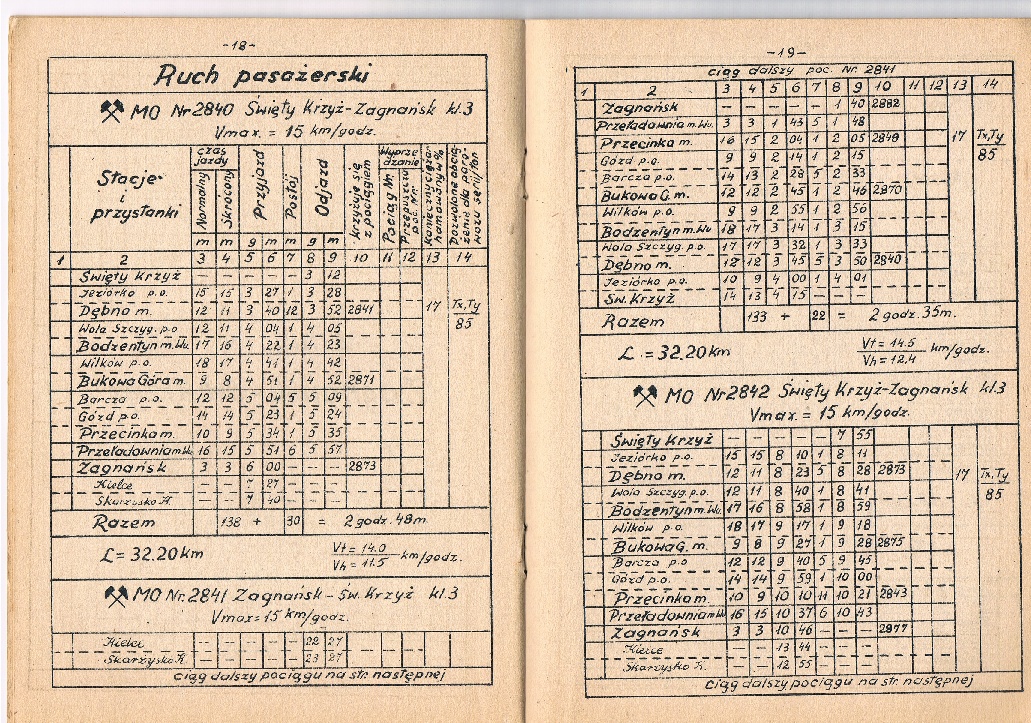 -18-
Ruch pasażerski
MO Nr 2840 Święty Krzyż-Zagnańsk kl.3
Vmax. = 15 km/godz.
Stacje i przystanki
czas jazdy
Normalny
Skrócony
Przyjazd
Postój
Odjazd
krzyżuje się z pociągiem
Wyprzedzanie
Pociąg Nr
Przepuszcza poc. Nr
Konieczny ciężar hamowany w %
Pozwolone obciążenie dla parowozu serii/ton
m m g m m g m
1 2 3 4 5 6 7 8 9 10 11 12 13 14
Święty Krzyż – – – – – 3 12
Jeziórko p.o. 15 15 3 27 1 3 28
Dębno m. 12 11 3 40 12 3 52 2841 17 Tx,Ty
85
Wola Szczyg. p.o 12 11 4 04 1 4 05
Bodzentyn m.Wu. 17 16 4 22 1 4 23
Wilków p.o. 18 17 4 41 1 4 42
Bukowa Góra m. 9 8 4 51 1 4 52 2871
Barcza p.o. 12 12 5 04 5 5 09
Gózd p.o. 14 14 5 23 1 5 24
Przecinka m. 10 9 5 34 1 5 35
Przeładownia m.Wu. 16 15 5 51 6 5 57
Zagnańsk 3 3 6 00 – – – 2873
Kielce – – 7 27 – – –
Skarzysko K – – 7 40 – – –
Razem 138 + 30 = 2 godz. 48 m.
L = 32.20 km
Vt = 14.0
Vh = 11.5
km/godz.
MO Nr. 2841 Zagnańsk – Św. Krzyż kl.3
Vmax=15 km/godz.
Kielce – – – – – 22 27 – – –
Skarzysko K – – – – – 23 27 – – –
ciąg dalszy pociągu na str. następnej
-19-
ciąg dalszy poc. Nr. 2841
1 2 3 4 5 6 7 8 9 10 11 12 13 14
Zagnańsk – – – – – 1 40 2882
Przeładownia m.Wu. 3 3 1 43 5 1 48
Przecinka m. 16 15 2 04 1 2 05 2848 17 Tx,Ty
85
Gózd p.o. 9 9 2 14 1 2 15
Barcza p.o. 14 13 2 28 5 2 33
Bukowa G. m. 12 12 2 45 1 2 46 2870
Wilków p.o. 9 9 2 55 1 2 56
Bodzentyn m.Wu 18 17 3 14 1 3 15
Wola Szczyg. p.o. 17 17 3 32 1 3 33
Dębno m. 12 12 3 45 5 3 50 2840
Jeziórko p.o. 10 9 4 00 1 4 01
Św. Krzyż 14 13 4 15 – – –
Razem 133 + 22 = 2 godz. 35m.
L = 32.20 km
Vt = 14.5
Vh = 12.4
km/godz.
MO Nr 2842 Święty Krzyż-Zagnańsk kl.3
Vmax. = 15 km/godz.
Święty Krzyż – – – – – 7 55
Jeziórko p.o. 15 15 8 10 1 8 11
Dębno m. 12 11 8 23 5 8 28 2873 17 Tx,Ty
85
Wola Szczyg. p.o. 12 11 8 40 1 8 41
Bodzentyn m.Wu. 17 16 8 58 1 8 59
Wilków p.o. 18 17 9 17 1 9 18
Bukowa G. m. 9 8 9 27 1 9 28 2875
Barcza p.o 12 12 9 40 5 9 45
Gózd p.o. 14 14 9 59 1 10 00
Przecinka m. 10 9 10 10 11 10 21 2843
Przeładownia m.Wu 16 15 10 37 6 10 43
Zagnańsk 3 3 10 46 – – – 2977
Kielce – – 13 44 – – –
Skarżysko K. – – 12 55 – – –
ciąg dalszy pociągu na str. następnej